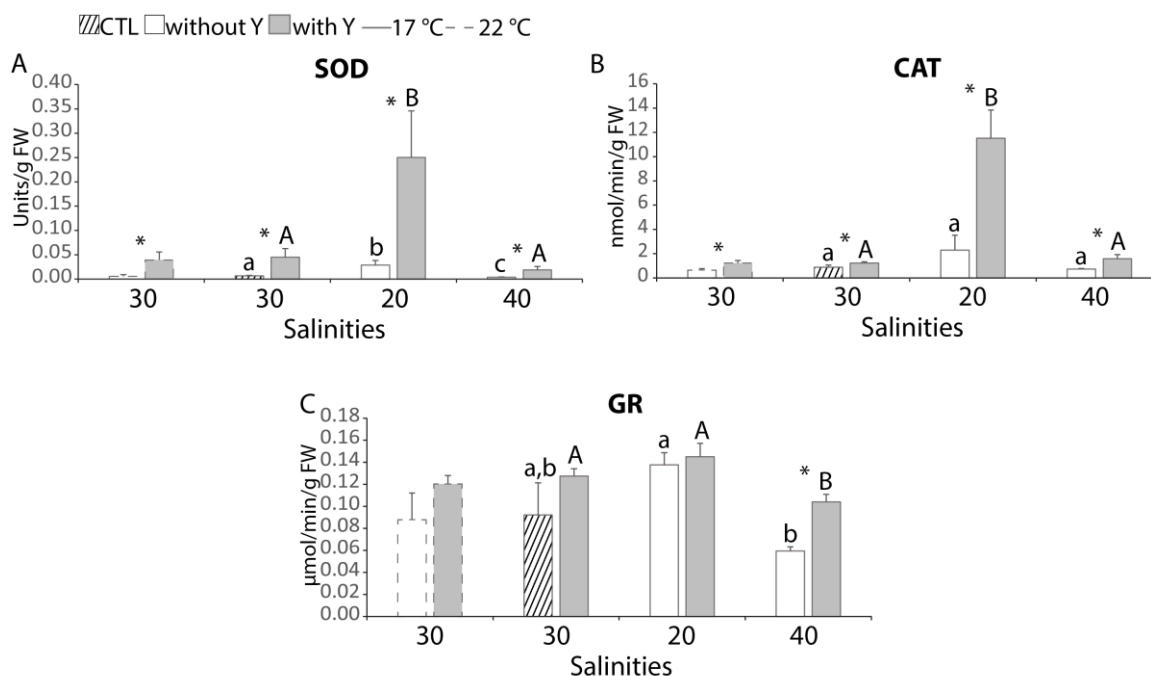 CTL without Y with Y 17 °C 22 °C
A
SOD
Units/g FW
0.40
0.35
0.30
0.25
0.20
0.15
0.10
0.05
0.00
*
a * A
b * B
c * A
30 30 20 40
Salinities
B
CAT
nmol/min/g FW
16
14
12
10
8
6
4
2
0
*
a * A
a * B
a * A
30 30 20 40
Salinities
C
GR
µmol/min/g FW
0.18
0.16
0.14
0.12
0.10
0.08
0.06
0.04
0.02
0.00
a,b A
a A
b * B
30 30 20 40
Salinities